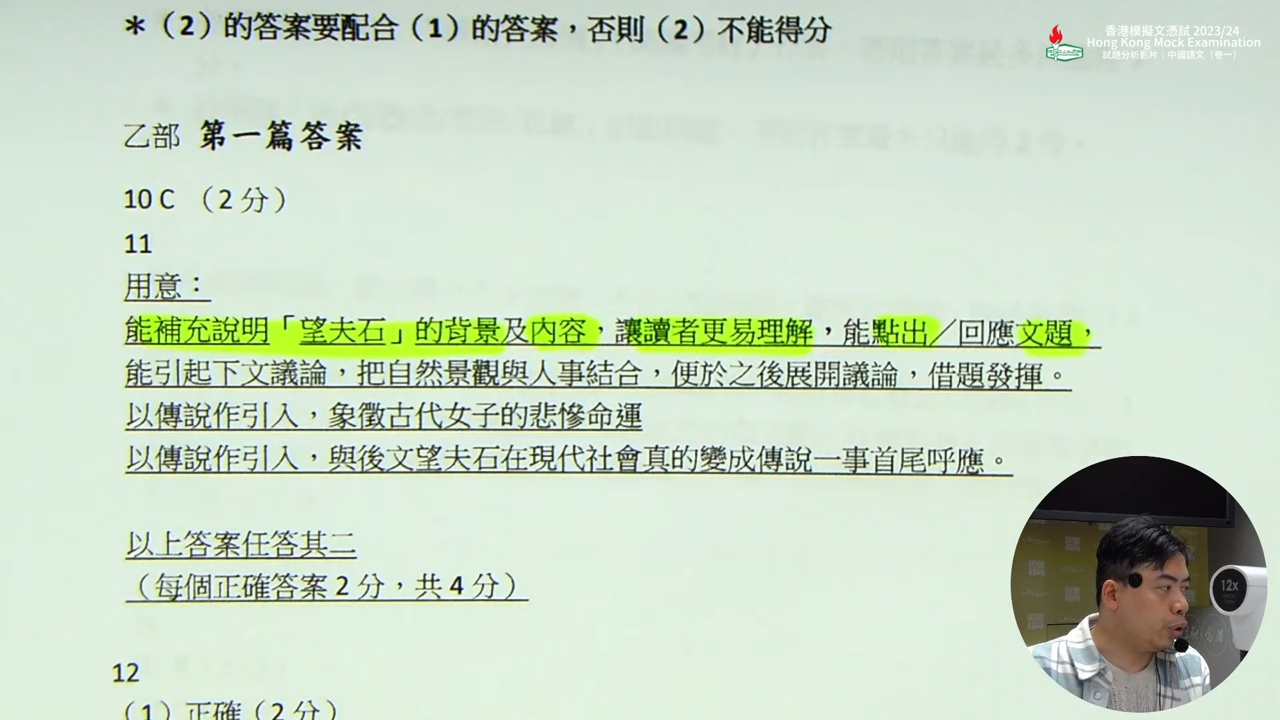 ＊（2）的答案要配合（1）的答案，否則（2）不能得分
香港模擬文憑試 2023/24
Hong Kong Mock Examination
試題分析影片｜中國語文（卷一）
乙部 第一篇答案
10 C （2 分）
11
用意：
能補充說明「望夫石」的背景及內容，讓讀者更易理解，能點出／回應文題，
能引起下文議論，把自然景觀與人事結合，便於之後展開議論，借題發揮。
以傳說作引入，象徵古代女子的悲慘命運
以傳說作引入，與後文望夫石在現代社會真的變成傳說一事首尾呼應。
以上答案任答其二
（每個正確答案 2 分，共 4 分）
12
（1）正確（2 分）
12x